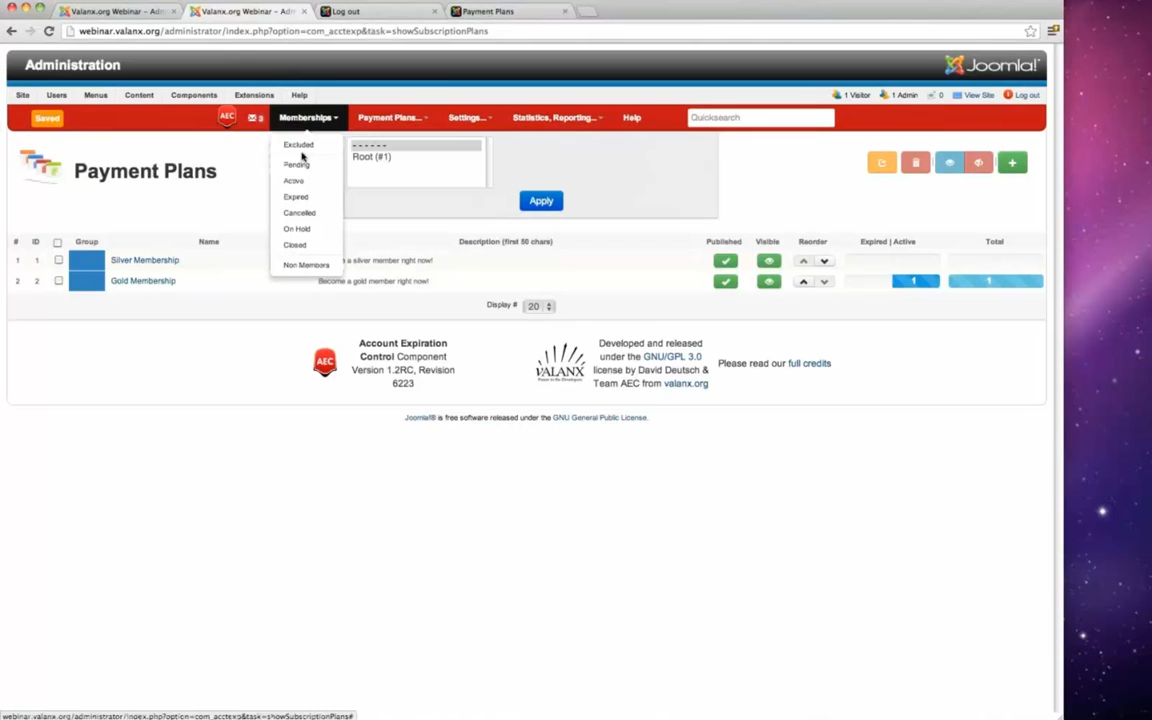 Valanx.org Webinar – Adm
Valanx.org Webinar – Adm
Log out
Payment Plans
webinar.valanx.org/administrator/index.php?option=com_acctexp&task=showSubscriptionPlans
Administration
Joomla!
Site Users Menus Content Components Extensions Help
1 Visitor 1 Admin 0 View Site Log out
Saved
AEC
Memberships
Payment Plans...
Settings...
Statistics, Reporting...
Help
Quicksearch
Excluded
Pending
Active
Expired
Cancelled
On Hold
Closed
Non Members
- - - - - -
Root (#1)
Payment Plans
Apply
# ID Group Name Description (first 50 chars) Published Visible Reorder Expired | Active Total
1 1 Silver Membership e a silver member right now!
2 2 Gold Membership Become a gold member right now! 1 1
Display # 20
AEC
Account Expiration
Control Component
Version 1.2RC, Revision
6223
VALANX
Developed and released
under the GNU/GPL 3.0
license by David Deutsch &
Team AEC from valanx.org
Please read our full credits
Joomla!® is free software released under the GNU General Public License.
webinar.valanx.org/administrator/index.php?option=com_acctexp&task=showSubscriptionPlans#